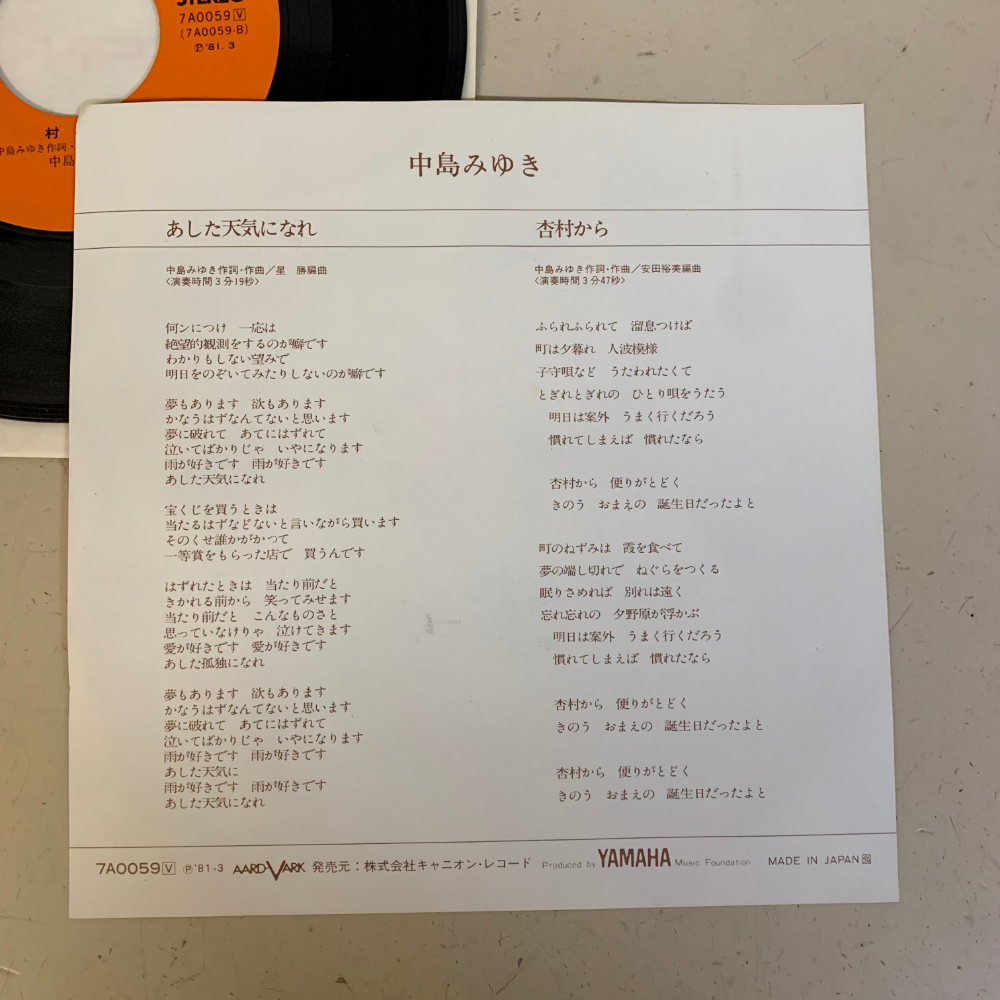 STEREO
7A0059 V
(7A0059-B)
Ⓟ'81.3
村
中島みゆき作詞・
中島
中島みゆき
あした天気になれ
中島みゆき作詞・作曲／星　勝編曲
〈演奏時間3分19秒〉
何ンにつけ　一応は
絶望的観測をするのが癖です
わかりもしない望みで
明日をのぞいてみたりしないのが癖です
夢もあります　欲もあります
かなうはずなんてないと思います
夢に破れて　あてにはずれて
泣いてばかりじゃ　いやになります
雨が好きです　雨が好きです
あした天気になれ
宝くじを買うときは
当たるはずなどないと言いながら買います
そのくせ誰かがかつて
一等賞をもらった店で　買うんです
はずれたときは　当たり前だと
きかれる前から　笑ってみせます
当たり前だと　こんなものさと
思っていなけりゃ　泣けてきます
愛が好きです　愛が好きです
あした孤独になれ
夢もあります　欲もあります
かなうはずなんてないと思います
夢に破れて　あてにはずれて
泣いてばかりじゃ　いやになります
雨が好きです　雨が好きです
あした天気に
雨が好きです　雨が好きです
あした天気になれ
杏村から
中島みゆき作詞・作曲／安田裕美編曲
〈演奏時間3分47秒〉
ふられふられて　溜息つけば
町は夕暮れ　人波模様
子守唄など　うたわれたくて
とぎれとぎれの　ひとり唄をうたう
明日は案外　うまく行くだろう
慣れてしまえば　慣れたなら
杏村から　便りがとどく
きのう　おまえの　誕生日だったよと
町のねずみは　霞を食べて
夢の端し切れで　ねぐらをつくる
眠りさめれば　別れは遠く
忘れ忘れの　夕野原が浮かぶ
明日は案外　うまく行くだろう
慣れてしまえば　慣れたなら
杏村から　便りがとどく
きのう　おまえの　誕生日だったよと
杏村から　便りがとどく
きのう　おまえの　誕生日だったよと
7A0059 V Ⓟ'81・3 AARDVARK 発売元：株式会社キャニオン・レコード Produced by YAMAHA Music Foundation MADE IN JAPAN